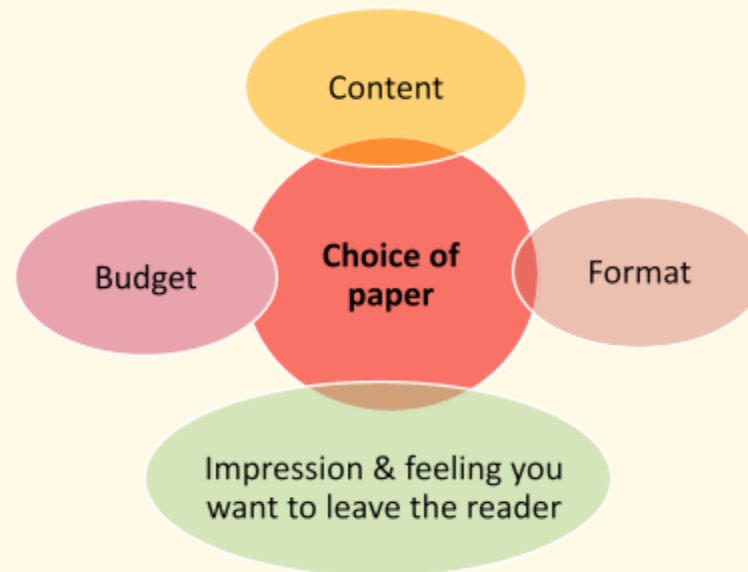 Content
Budget
Choice of
paper
Format
Impression & feeling you
want to leave the reader